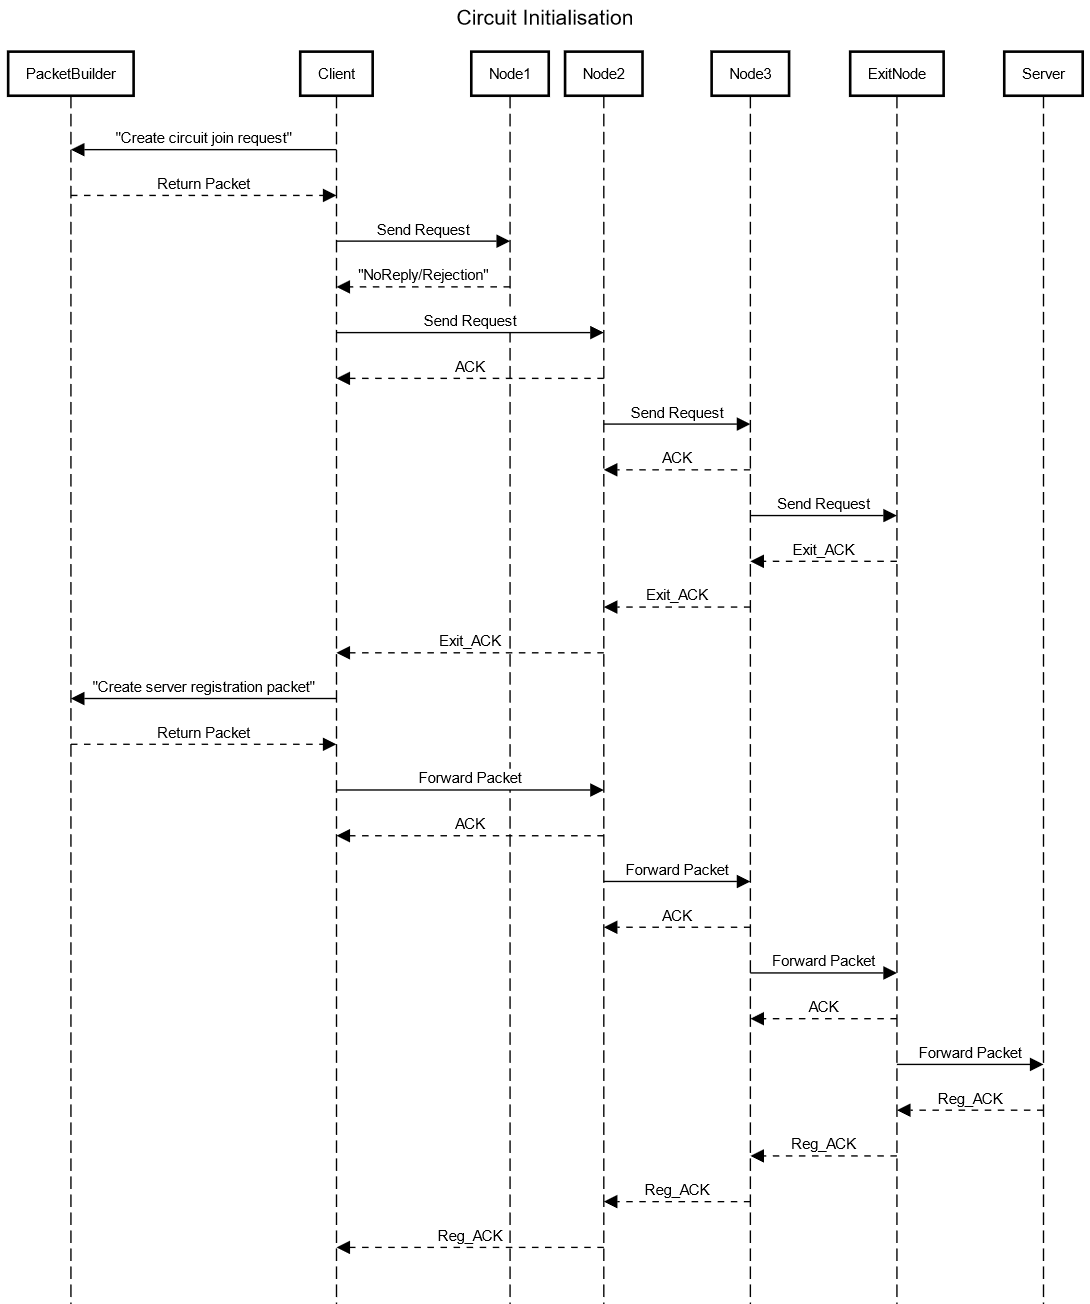 Circuit Initialisation
PacketBuilder Client Node1 Node2 Node3 ExitNode Server
"Create circuit join request"
Return Packet
Send Request
"NoReply/Rejection"
Send Request
ACK
Send Request
ACK
Send Request
Exit_ACK
Exit_ACK
Exit_ACK
"Create server registration packet"
Return Packet
Forward Packet
ACK
Forward Packet
ACK
Forward Packet
ACK
Forward Packet
Reg_ACK
Reg_ACK
Reg_ACK
Reg_ACK